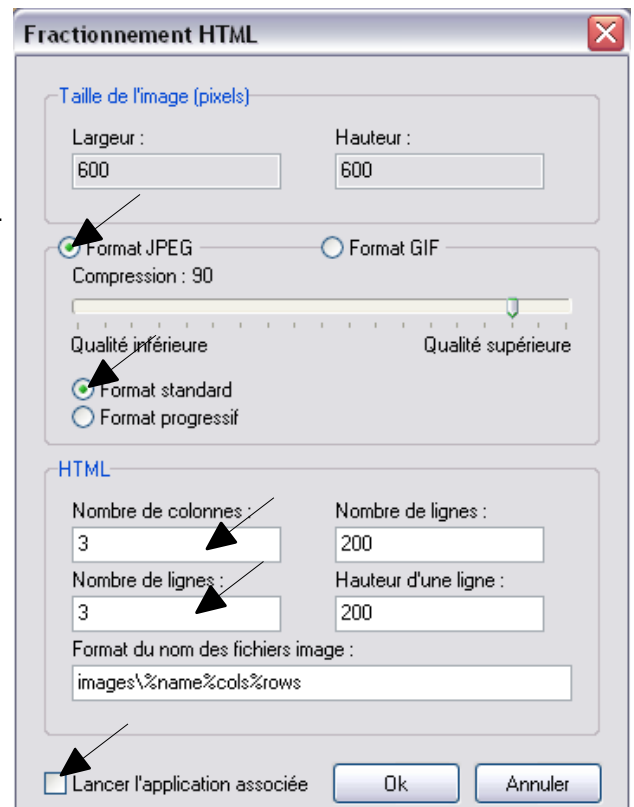 Fractionnement HTML
Taille de l'image (pixels)
Largeur : Hauteur :
600 600
Format JPEG Format GIF
Compression : 90
Qualité inférieure Qualité supérieure
Format standard
Format progressif
HTML
Nombre de colonnes : Nombre de lignes :
3 200
Nombre de lignes : Hauteur d'une ligne :
3 200
Format du nom des fichiers image :
images\%name%cols%rows
Lancer l'application associée Ok Annuler